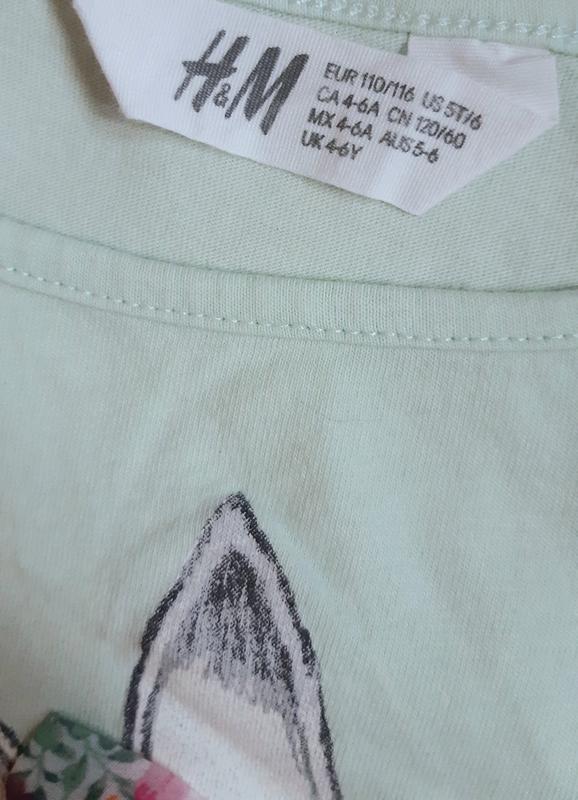 H&M
EUR 110/116 US 5T/6
CA 4-6A CN 120/60
MX 4-6A AUS 5-6
UK 4-6Y